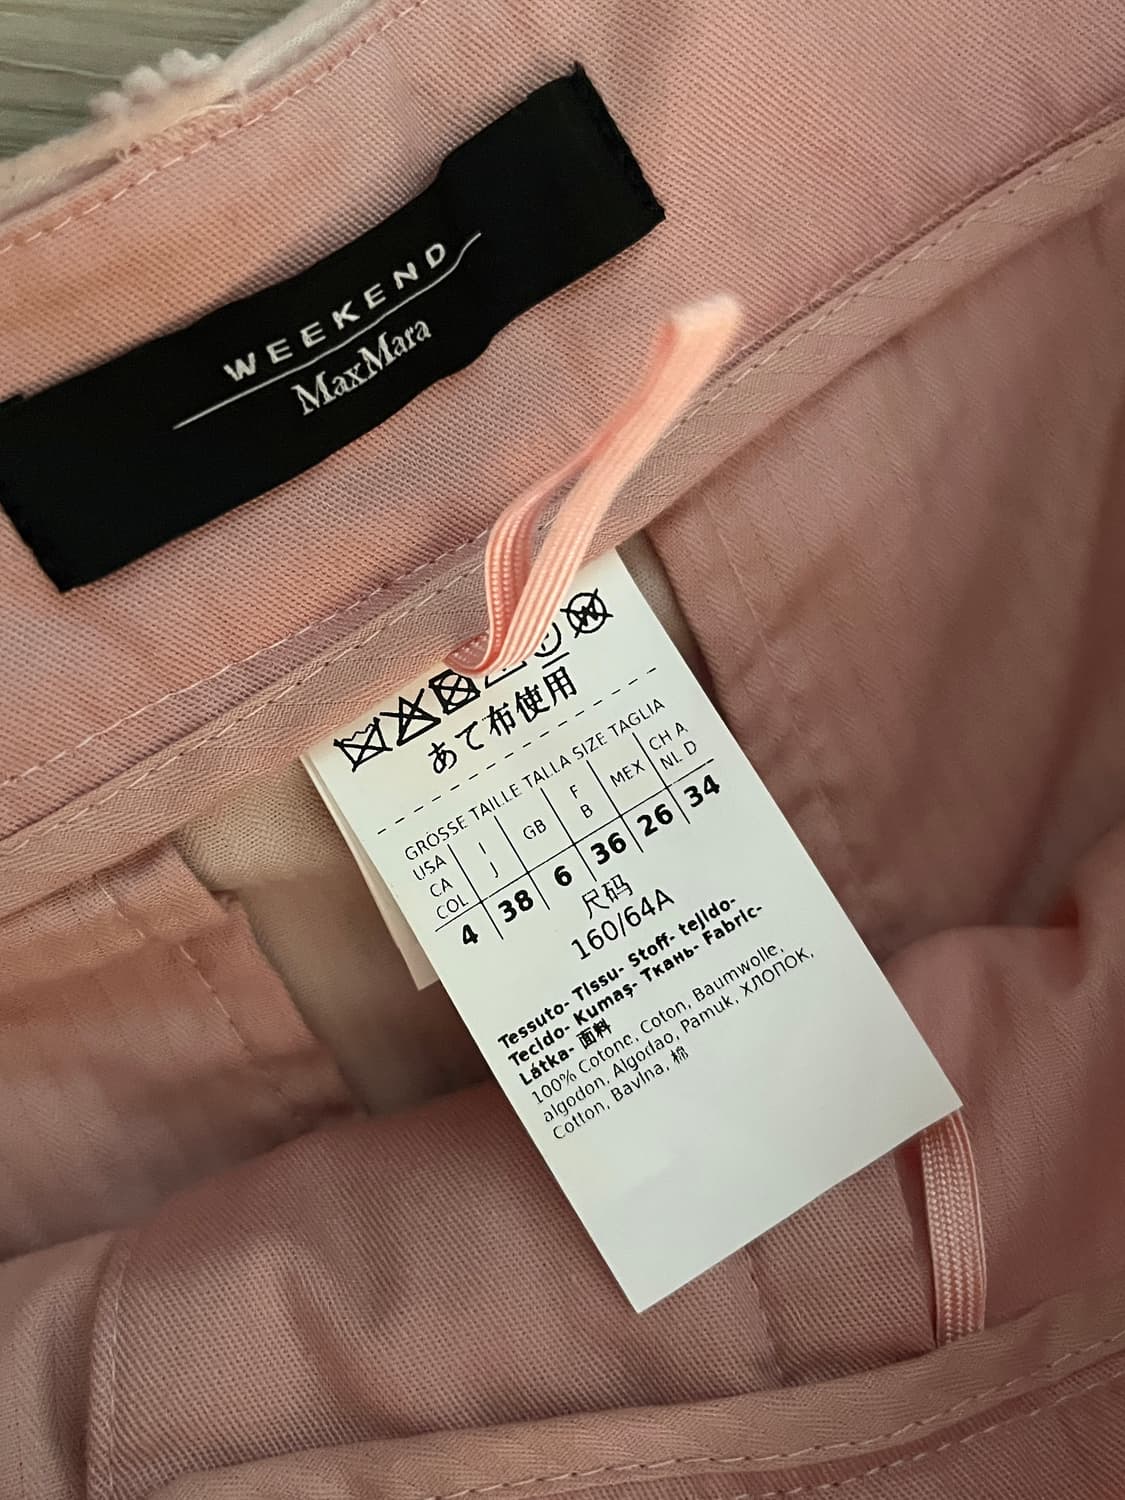 WEEKEND
MaxMara
あて布使用
GRÖSSE TAILLE TALLA SIZE TAGLIA
USA CA COL I J GB F B MEX CH A NL D
4 38 6 36 26 34
尺码
160/64A
Tessuto- Tissu- Stoff- tejido-
Tecido- Kumaş- Ткань- Fabric-
Látka- 面料
100% Cotone, Coton, Baumwolle,
algodon, Algodao, Pamuk, ХЛОПОК,
Cotton, Bavlna, 棉